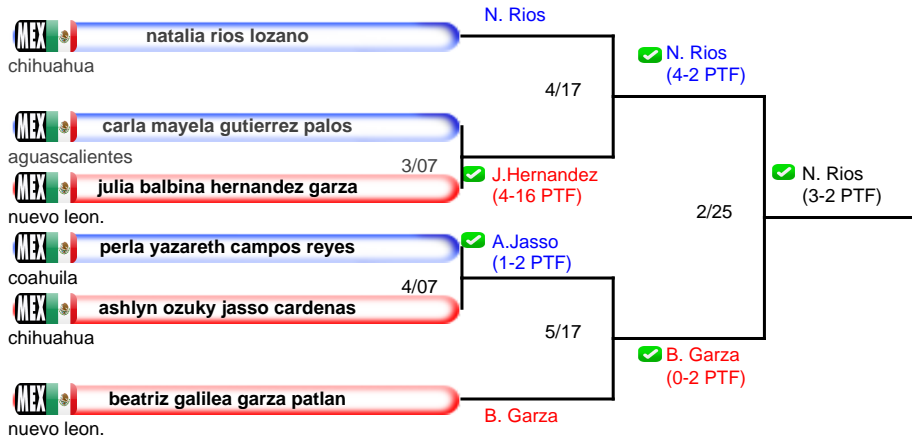 N. Rios
MEX natalia rios lozano
chihuahua
N. Rios
(4-2 PTF)
4/17
MEX carla mayela gutierrez palos
aguascalientes
3/07
J.Hernandez
(4-16 PTF)
MEX julia balbina hernandez garza
nuevo leon.
N. Rios
(3-2 PTF)
2/25
MEX perla yazareth campos reyes
coahuila
A.Jasso
(1-2 PTF)
4/07
MEX ashlyn ozuky jasso cardenas
chihuahua
5/17
B. Garza
(0-2 PTF)
MEX beatriz galilea garza patlan
nuevo leon.
B. Garza